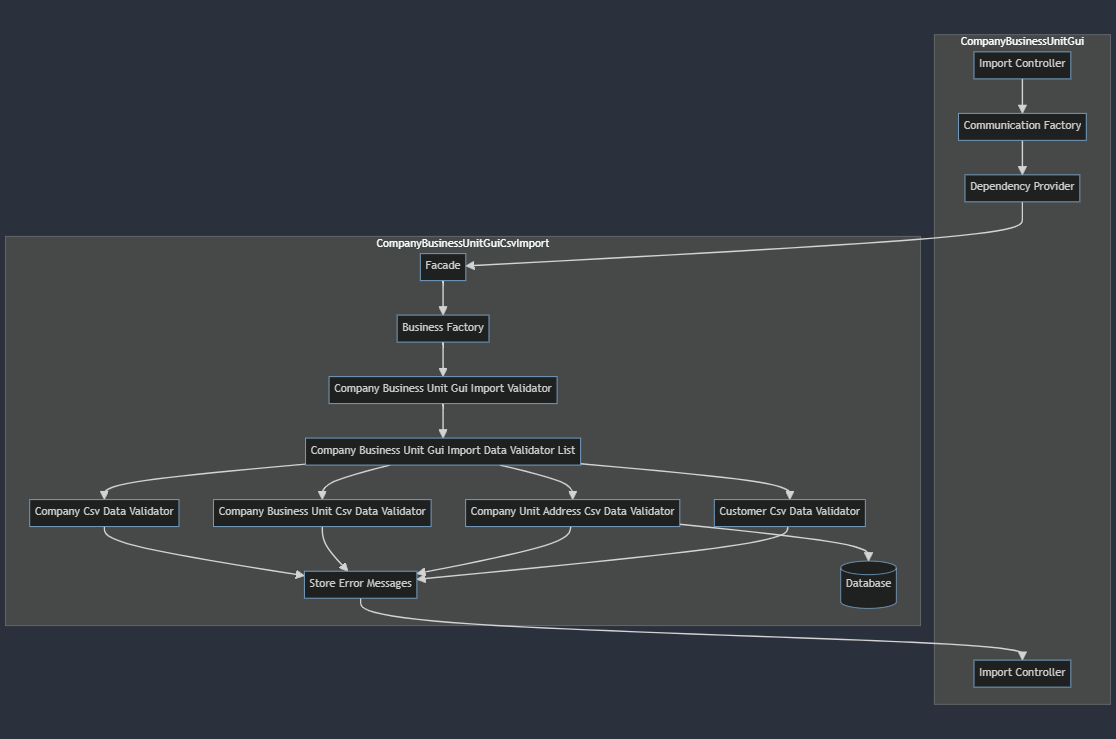 CompanyBusinessUnitGui
Import Controller
Communication Factory
Dependency Provider
CompanyBusinessUnitGuiCsvImport
Facade
Business Factory
Company Business Unit Gui Import Validator
Company Business Unit Gui Import Data Validator List
Company Csv Data Validator
Company Business Unit Csv Data Validator
Company Unit Address Csv Data Validator
Customer Csv Data Validator
Store Error Messages
Database
Import Controller